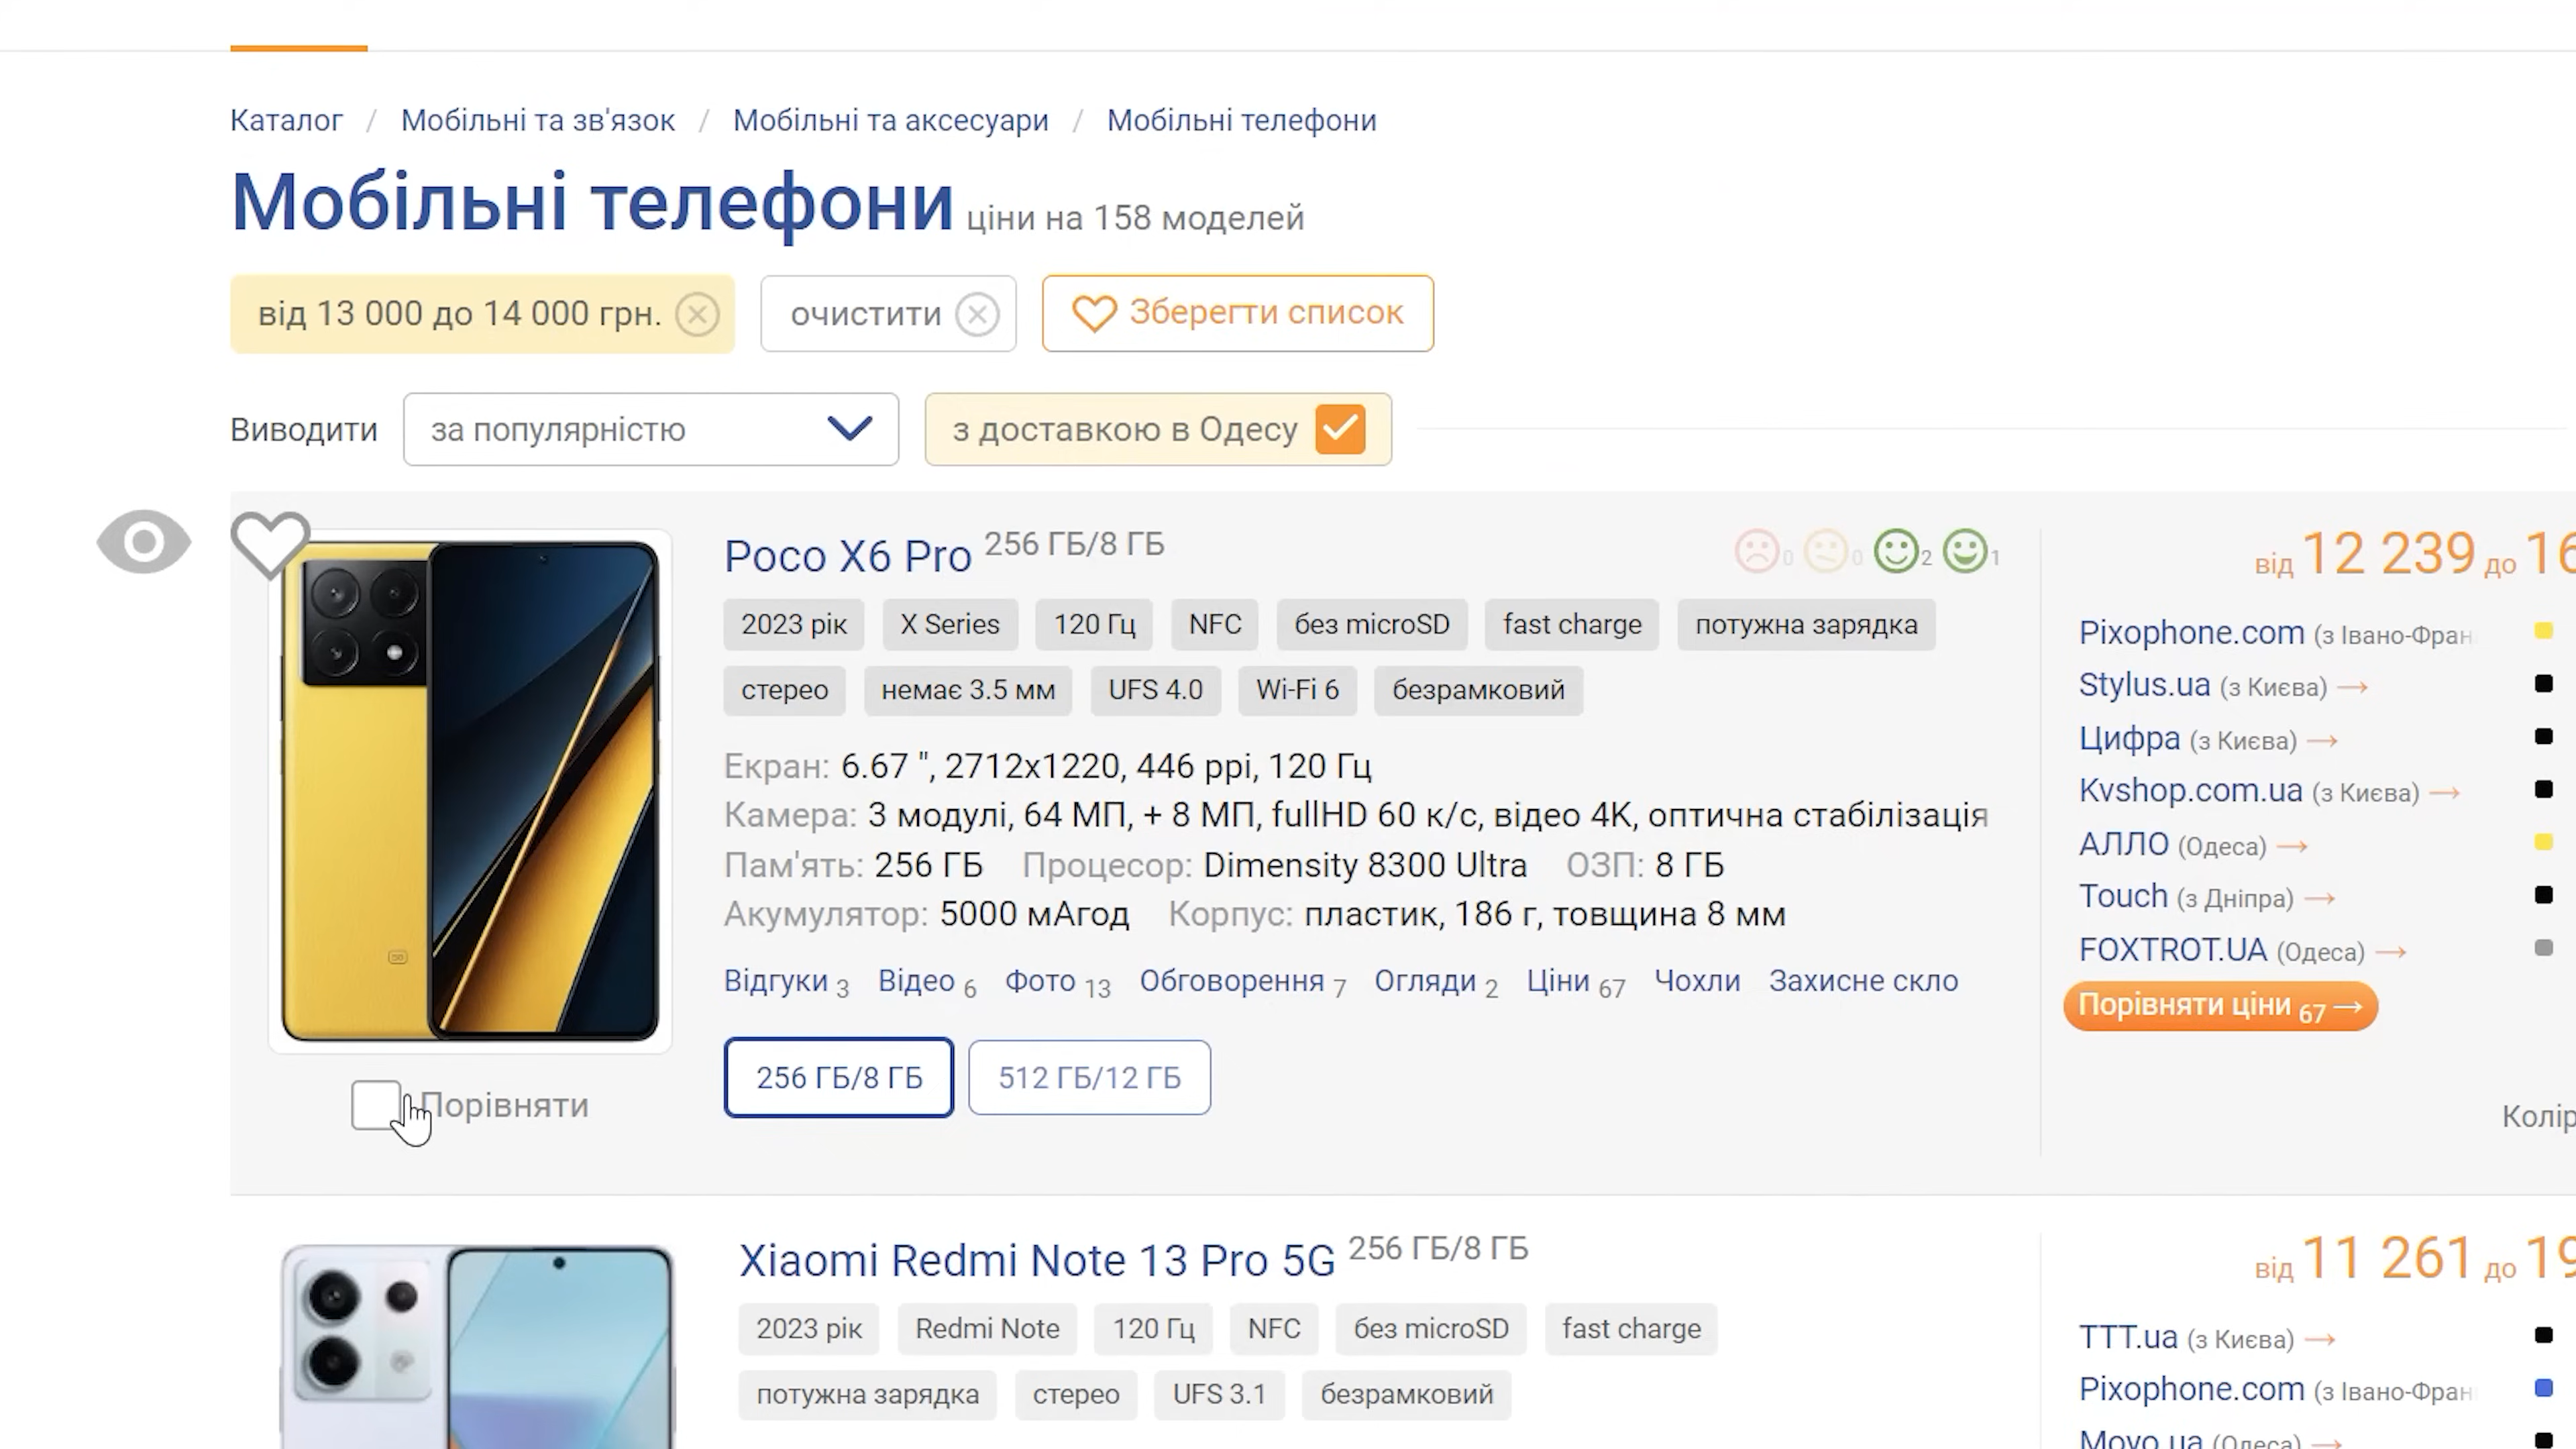 Каталог / Мобільні та зв'язок / Мобільні та аксесуари / Мобільні телефони
Мобільні телефони ціни на 158 моделей
від 13 000 до 14 000 грн. очистити Зберегти список
Виводити за популярністю з доставкою в Одесу
Poco X6 Pro 256 ГБ/8 ГБ 0 0 2 1
2023 рік X Series 120 Гц NFC без microSD fast charge потужна зарядка
стерео немає 3.5 мм UFS 4.0 Wi-Fi 6 безрамковий
Екран: 6.67 ", 2712x1220, 446 ppi, 120 Гц
Камера: 3 модулі, 64 МП, + 8 МП, fullHD 60 к/с, відео 4K, оптична стабілізація
Пам'ять: 256 ГБ Процесор: Dimensity 8300 Ultra ОЗП: 8 ГБ
Акумулятор: 5000 мАгод Корпус: пластик, 186 г, товщина 8 мм
Відгуки 3 Відео 6 Фото 13 Обговорення 7 Огляди 2 Ціни 67 Чохли Захисне скло
256 ГБ/8 ГБ 512 ГБ/12 ГБ
Порівняти
від 12 239 до 16
Pixophone.com (з Івано-Фран
Stylus.ua (з Києва) →
Цифра (з Києва) →
Kvshop.com.ua (з Києва) →
АЛЛО (Одеса) →
Touch (з Дніпра) →
FOXTROT.UA (Одеса) →
Порівняти ціни 67 →
Колір
Xiaomi Redmi Note 13 Pro 5G 256 ГБ/8 ГБ
2023 рік Redmi Note 120 Гц NFC без microSD fast charge
потужна зарядка стерео UFS 3.1 безрамковий
від 11 261 до 19
TTT.ua (з Києва) →
Pixophone.com (з Івано-Фран
Moyo.ua (Одеса) →